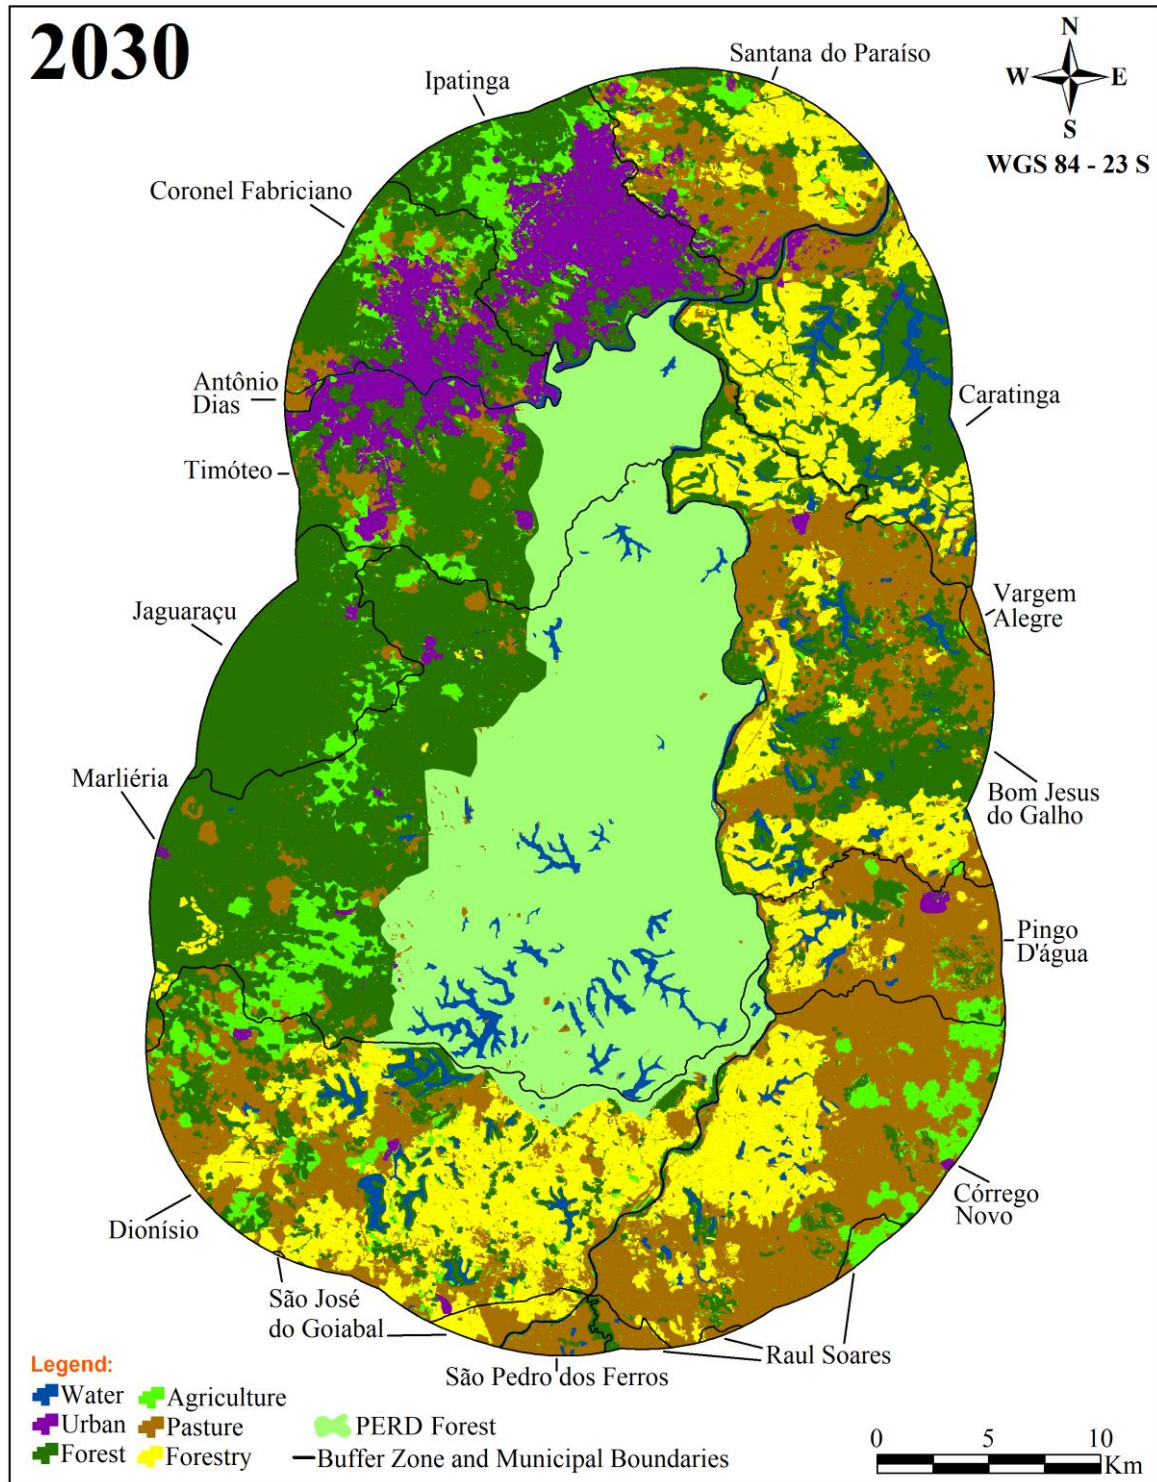 2030
Santana do Paraíso
N
Ipatinga
W
E
S
WGS 84 - 23 S
Coronel Fabriciano
Antônio
Dias
Caratinga
Timóteo
Jaguaraçu
Vargem
Alegre
Marliéria
Bom Jesus
do Galho
Pingo
D'água
Dionísio
Córrego
Novo
São José
do Goiabal
Raul Soares
São Pedro dos Ferros
Legend:
Water
Agriculture
Urban
Pasture
Forest
Forestry
PERD Forest
Buffer Zone and Municipal Boundaries
0 5 10
Km